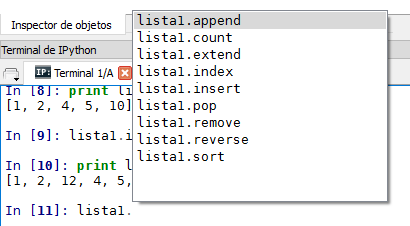 Inspector de objetos
Terminal de IPython
IP: Terminal 1/A
In [8]: print li
[1, 2, 4, 5, 10]
In [9]: lista1.i
In [10]: print l
[1, 2, 12, 4, 5,
In [11]: lista1.
lista1.append
lista1.count
lista1.extend
lista1.index
lista1.insert
lista1.pop
lista1.remove
lista1.reverse
lista1.sort